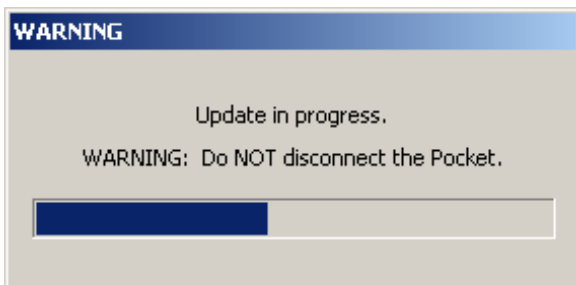 WARNING
Update in progress.
WARNING: Do NOT disconnect the Pocket.